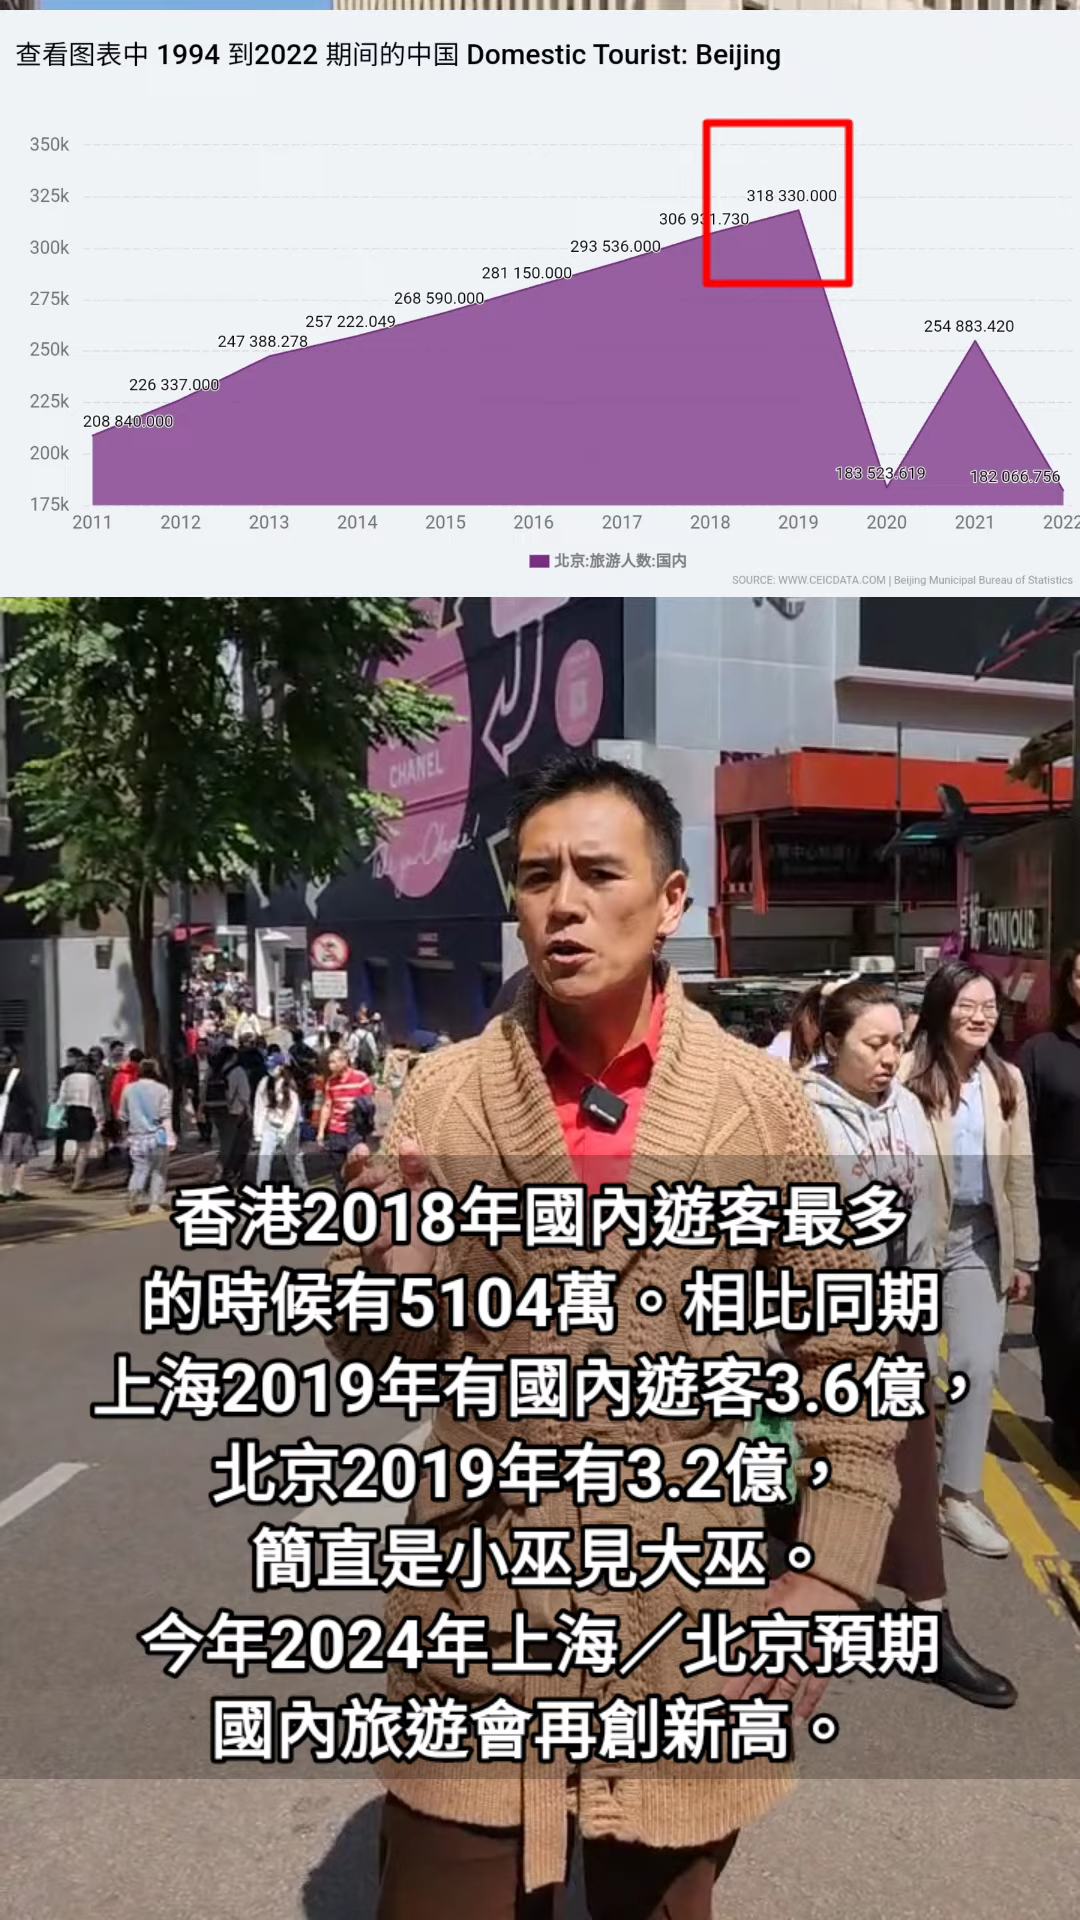 查看图表中 1994 到2022 期间的中国 Domestic Tourist: Beijing
350k
325k
300k
275k
250k
225k
200k
175k
208 840.000
226 337.000
247 388.278
257 222.049
268 590.000
281 150.000
293 536.000
306 931.730
318 330.000
183 523.619
254 883.420
182 066.756
2011 2012 2013 2014 2015 2016 2017 2018 2019 2020 2021 2022
北京:旅游人数:国内
SOURCE: WWW.CEICDATA.COM | Beijing Municipal Bureau of Statistics
CHANEL
BONJOUR
香港2018年國內遊客最多
的時候有5104萬。相比同期
上海2019年有國內遊客3.6億，
北京2019年有3.2億，
簡直是小巫見大巫。
今年2024年上海／北京預期
國內旅遊會再創新高。